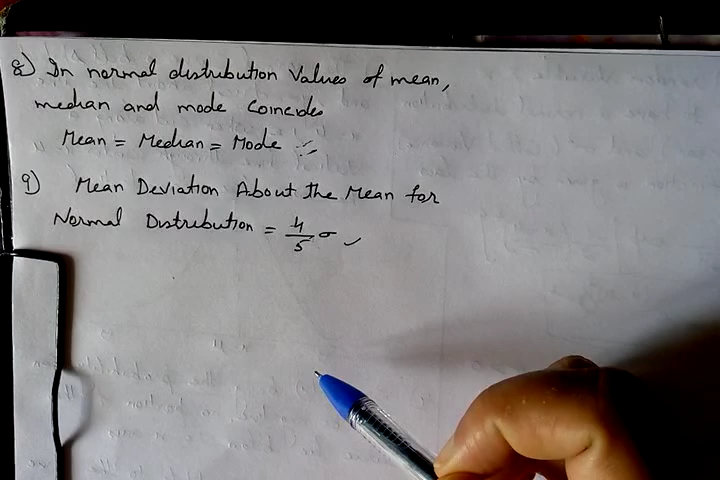 8) In normal distribution Values of mean,
median and mode Coincides
Mean = Median = Mode
9) Mean Deviation About the Mean for
Normal Distribution = 4/5 σ